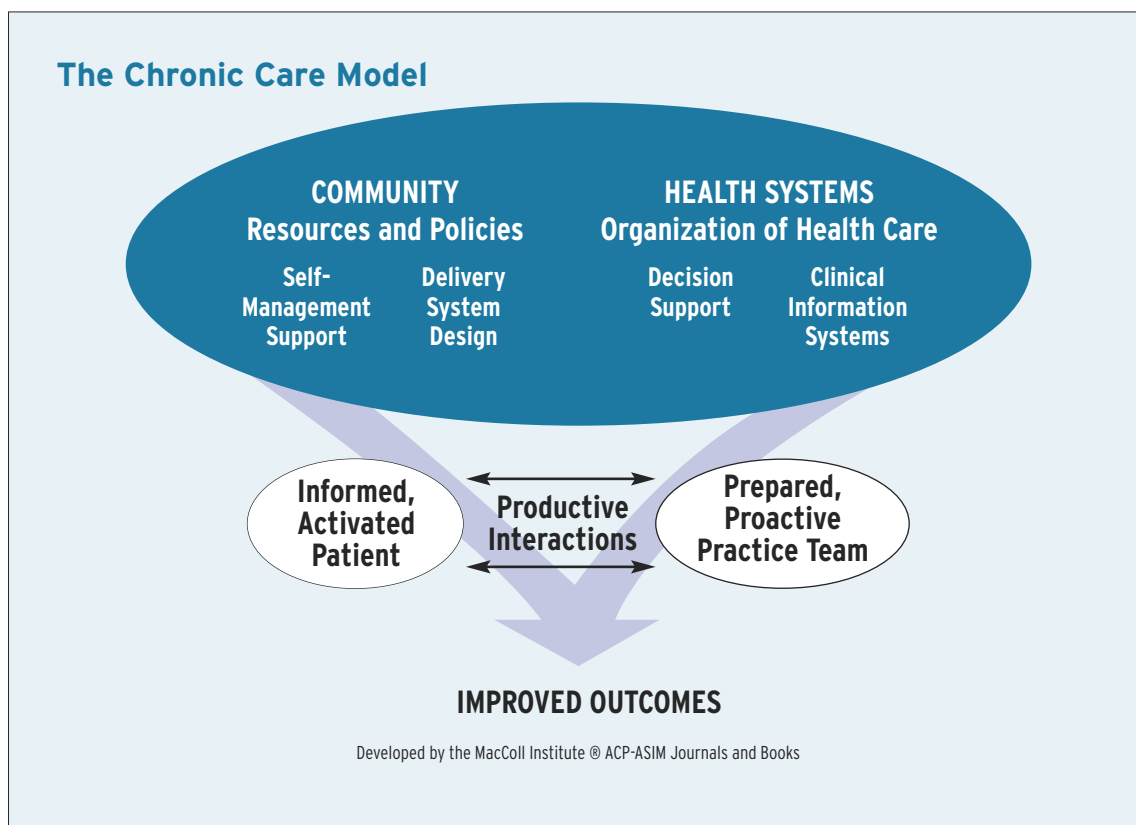 The Chronic Care Model
COMMUNITY
Resources and Policies
HEALTH SYSTEMS
Organization of Health Care
Self-
Management
Support
Delivery
System
Design
Decision
Support
Clinical
Information
Systems
Informed,
Activated
Patient
Productive
Interactions
Prepared,
Proactive
Practice Team
IMPROVED OUTCOMES
Developed by the MacColl Institute ® ACP-ASIM Journals and Books